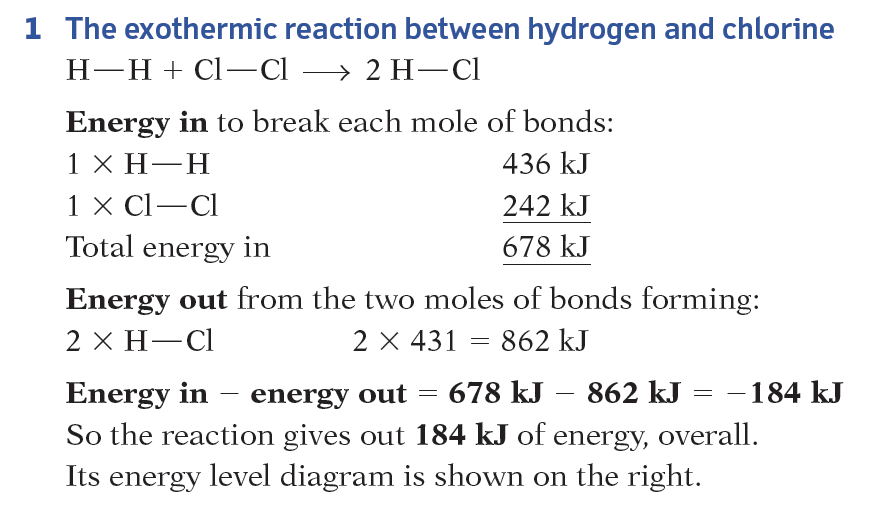 1 The exothermic reaction between hydrogen and chlorine
H—H + Cl—Cl ⟶ 2 H—Cl
Energy in to break each mole of bonds:
1 × H—H 436 kJ
1 × Cl—Cl 242 kJ
Total energy in 678 kJ
Energy out from the two moles of bonds forming:
2 × H—Cl 2 × 431 = 862 kJ
Energy in − energy out = 678 kJ − 862 kJ = −184 kJ
So the reaction gives out 184 kJ of energy, overall.
Its energy level diagram is shown on the right.